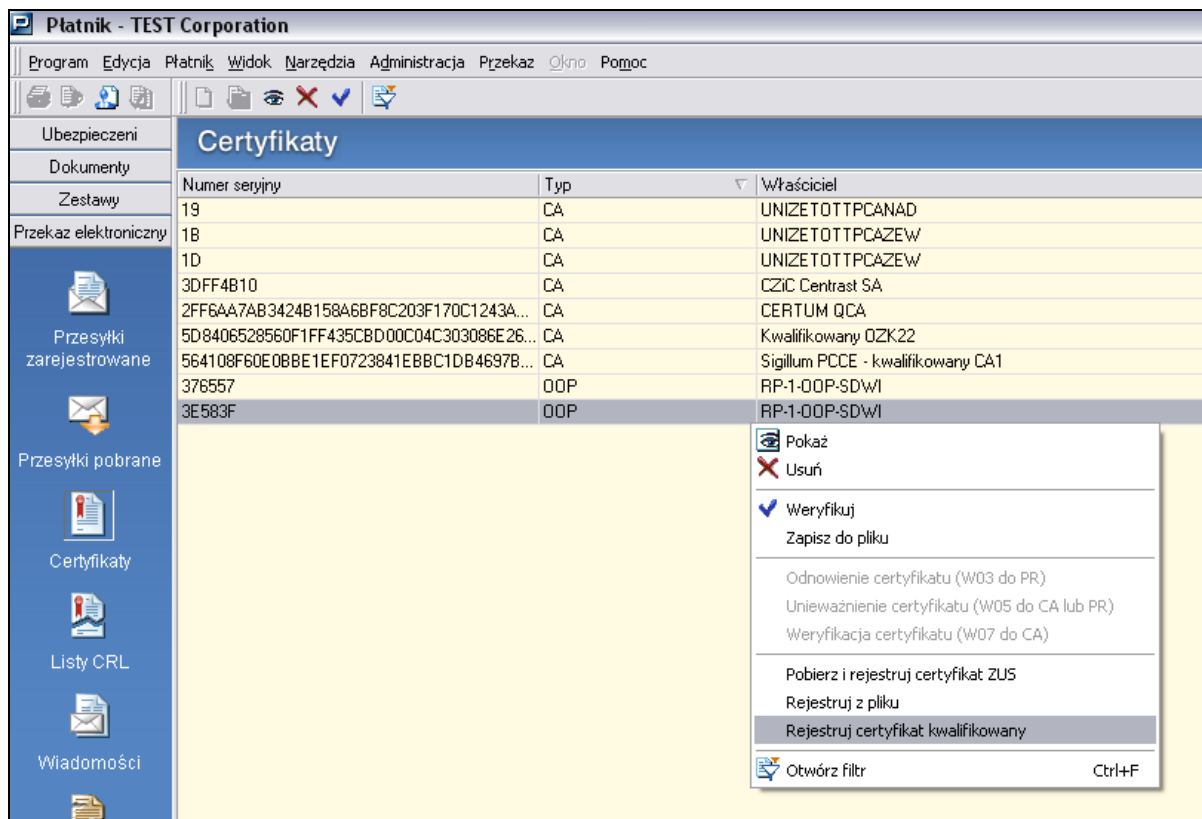 Płatnik - TEST Corporation
Program Edycja Płatnik Widok Narzędzia Administracja Przekaz Okno Pomoc
Ubezpieczeni
Dokumenty
Zestawy
Przekaz elektroniczny
Przesyłki
zarejestrowane
Przesyłki pobrane
Certyfikaty
Listy CRL
Wiadomości
Certyfikaty
Numer seryjny Typ Właściciel
19 CA UNIZETOTTPCANAD
1B CA UNIZETOTTPCAZEW
1D CA UNIZETOTTPCAZEW
3DFF4B10 CA CZiC Centrast SA
2FF6AA7AB3424B158A6BF8C203F170C1243A... CA CERTUM QCA
5D8406528560F1FF435CBD00C04C303086E26... CA Kwalifikowany OZK22
564108F60E0BBE1EF0723841EBBC1DB4697B... CA Sigillum PCCE - kwalifikowany CA1
376557 OOP RP-1-OOP-SDWI
3E583F OOP RP-1-OOP-SDWI
Pokaż
Usuń
Weryfikuj
Zapisz do pliku
Odnowienie certyfikatu (W03 do PR)
Unieważnienie certyfikatu (W05 do CA lub PR)
Weryfikacja certyfikatu (W07 do CA)
Pobierz i rejestruj certyfikat ZUS
Rejestruj z pliku
Rejestruj certyfikat kwalifikowany
Otwórz filtr Ctrl+F